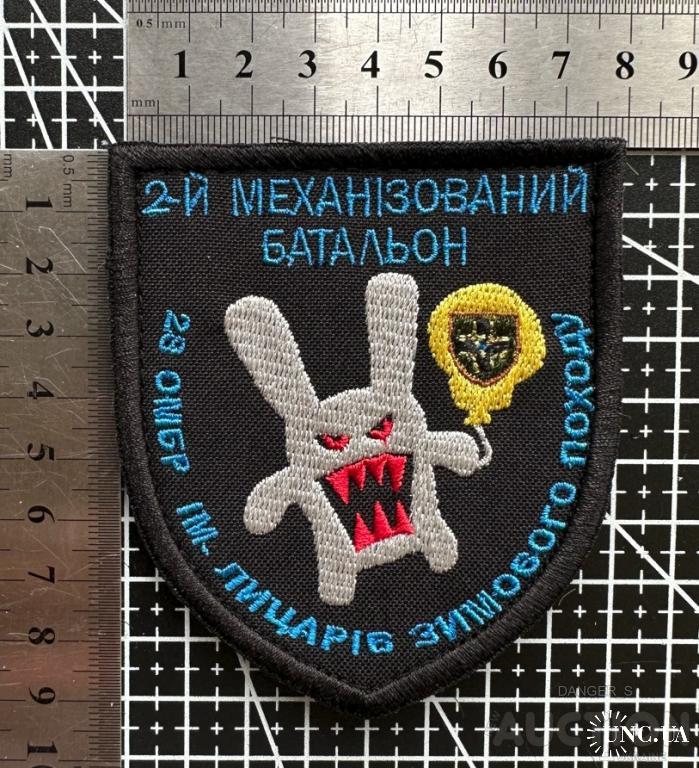 0.5 mm
1 2 3 4 5 6 7 8 9
mm
mm 0.5
1 2 3 4 5 6 7 8 9
2-Й МЕХАНІЗОВАНИЙ
БАТАЛЬОН
28 ОМБР ІМ. ЛИЦАРІВ ЗИМОВОГО ПОХОДУ
DANGER_S
AUCTION
UNC.UA